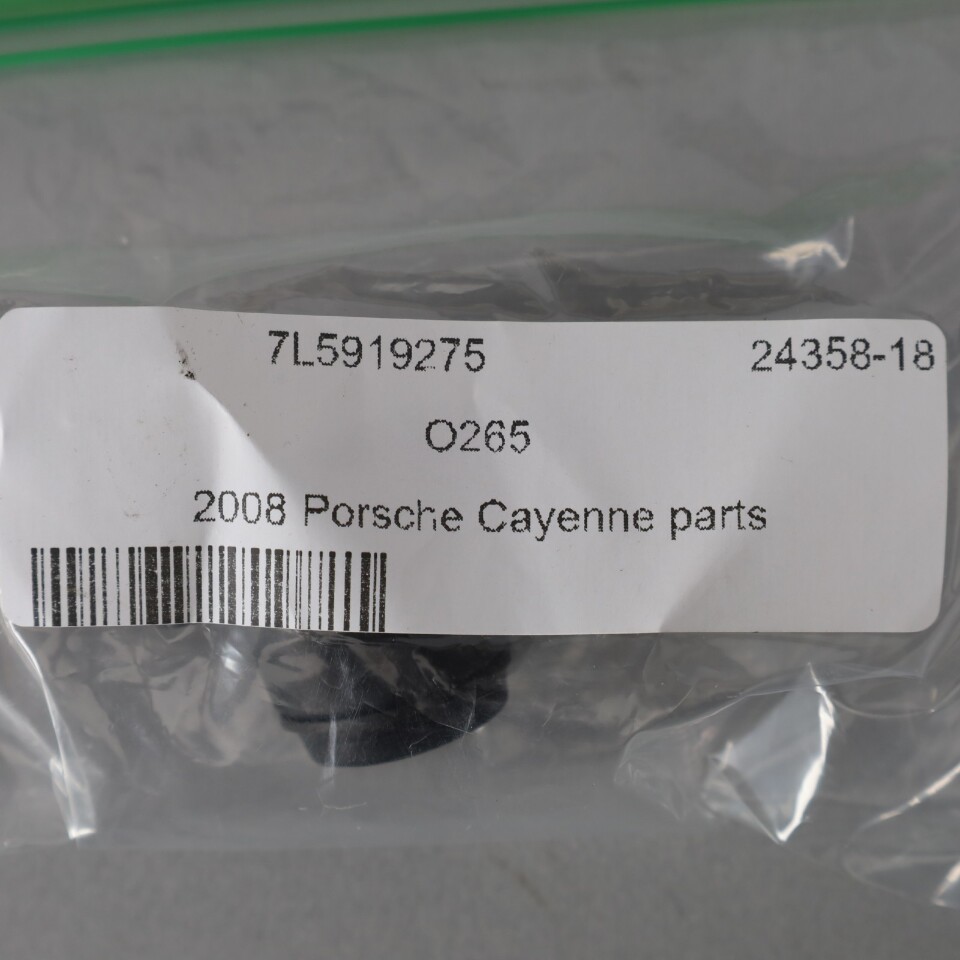 7L5919275 24358-18
O265
2008 Porsche Cayenne parts